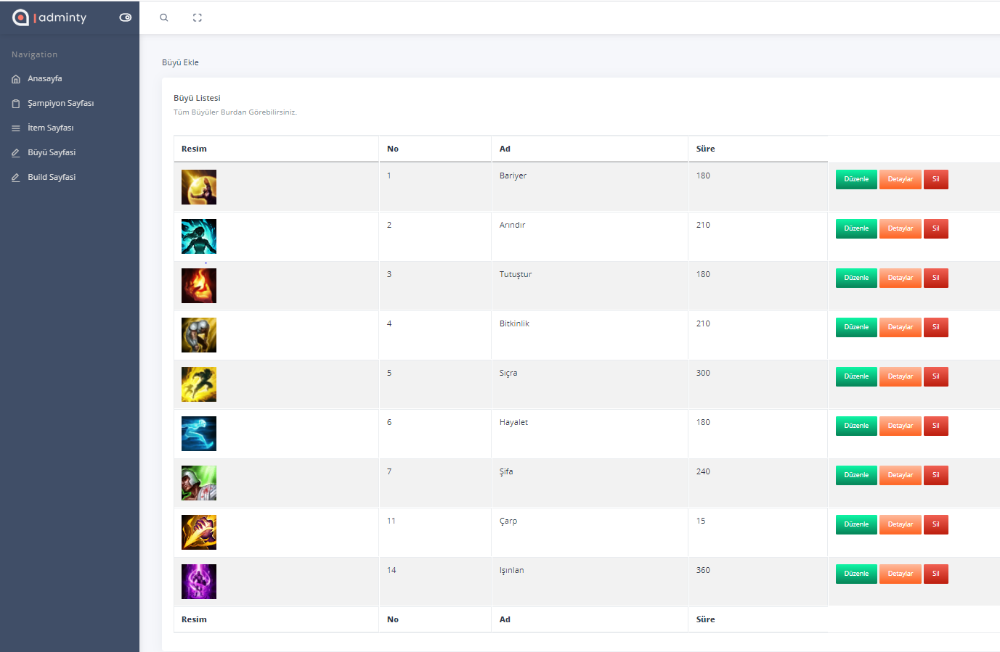 adminty
Navigation
Anasayfa
Şampiyon Sayfası
İtem Sayfası
Büyü Sayfasi
Build Sayfasi
Büyü Ekle
Büyü Listesi
Tüm Büyüler Burdan Görebilirsiniz.
Resim No Ad Süre
1 Bariyer 180 Düzenle Detaylar Sil
2 Arındır 210 Düzenle Detaylar Sil
3 Tutuştur 180 Düzenle Detaylar Sil
4 Bitkinlik 210 Düzenle Detaylar Sil
5 Sıçra 300 Düzenle Detaylar Sil
6 Hayalet 180 Düzenle Detaylar Sil
7 Şifa 240 Düzenle Detaylar Sil
11 Çarp 15 Düzenle Detaylar Sil
14 Işınlan 360 Düzenle Detaylar Sil
Resim No Ad Süre